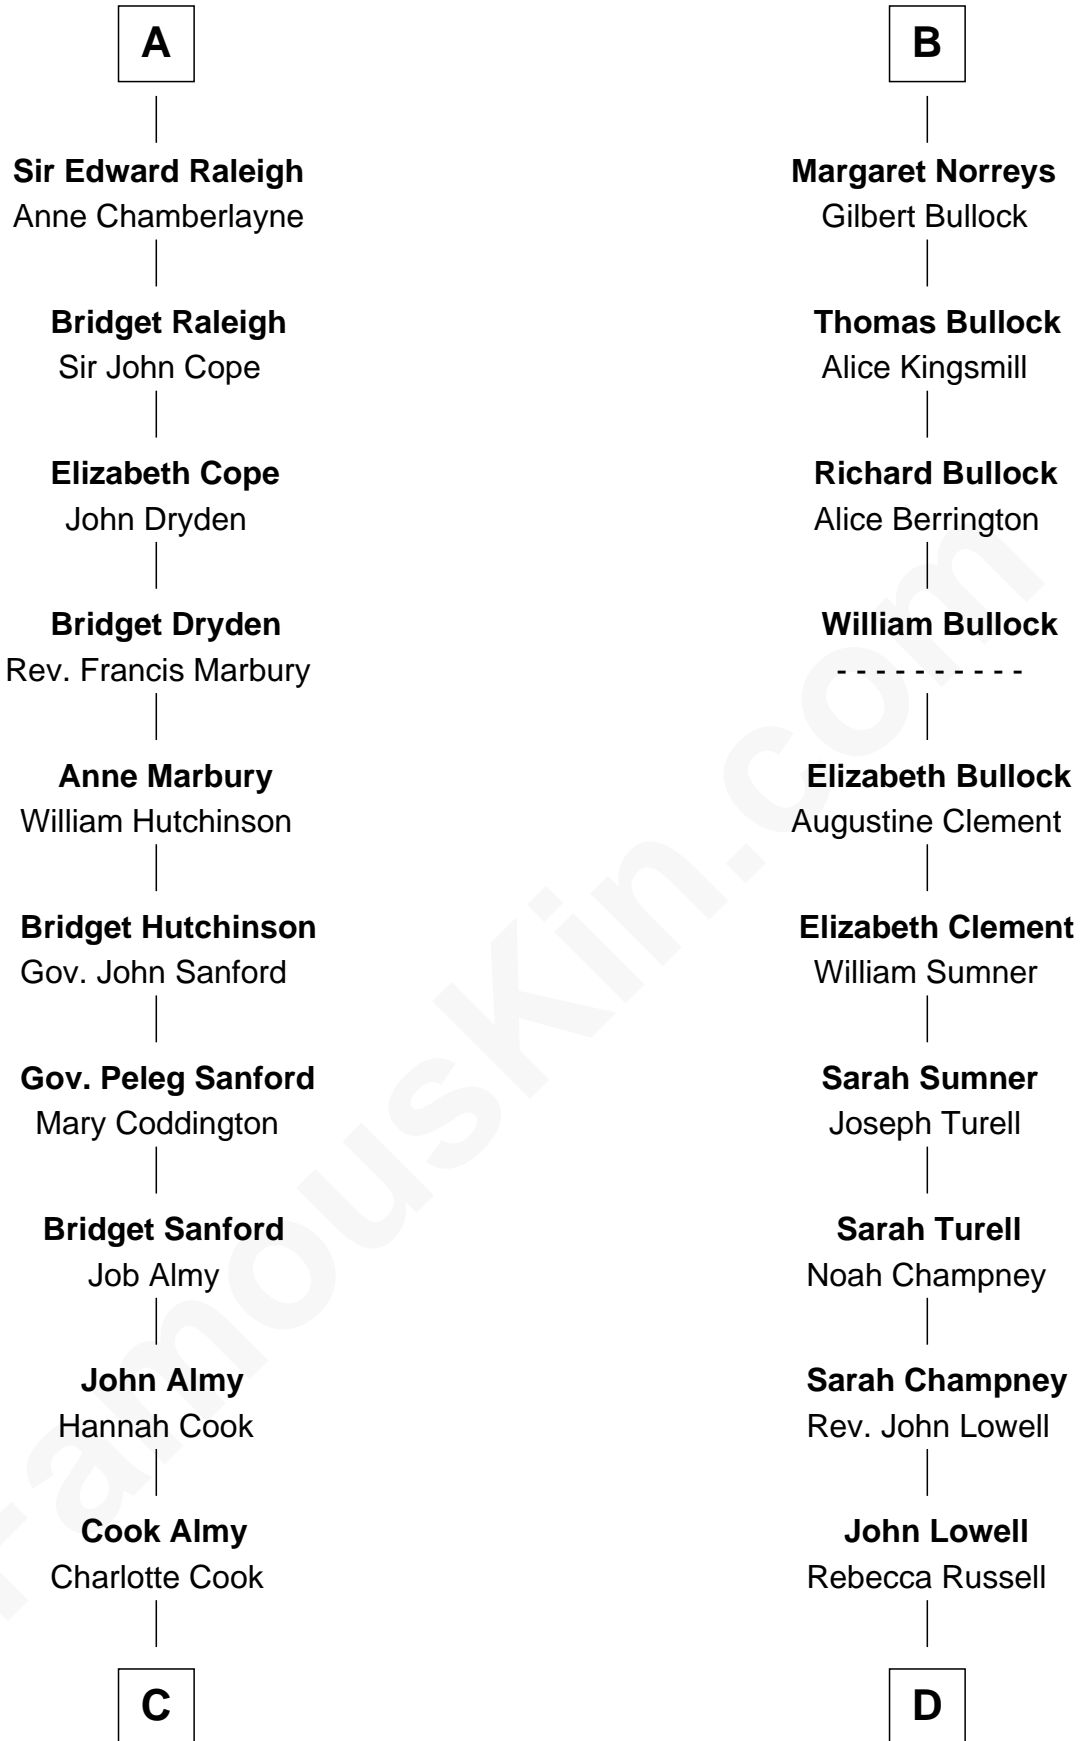 A
Sir Edward Raleigh
Anne Chamberlayne
Bridget Raleigh
Sir John Cope
Elizabeth Cope
John Dryden
Bridget Dryden
Rev. Francis Marbury
Anne Marbury
William Hutchinson
Bridget Hutchinson
Gov. John Sanford
Gov. Peleg Sanford
Mary Coddington
Bridget Sanford
Job Almy
John Almy
Hannah Cook
Cook Almy
Charlotte Cook
C
B
Margaret Norreys
Gilbert Bullock
Thomas Bullock
Alice Kingsmill
Richard Bullock
Alice Berrington
William Bullock
- - - - - - - - - -
Elizabeth Bullock
Augustine Clement
Elizabeth Clement
William Sumner
Sarah Sumner
Joseph Turell
Sarah Turell
Noah Champney
Sarah Champney
Rev. John Lowell
John Lowell
Rebecca Russell
D
FamousKin.com